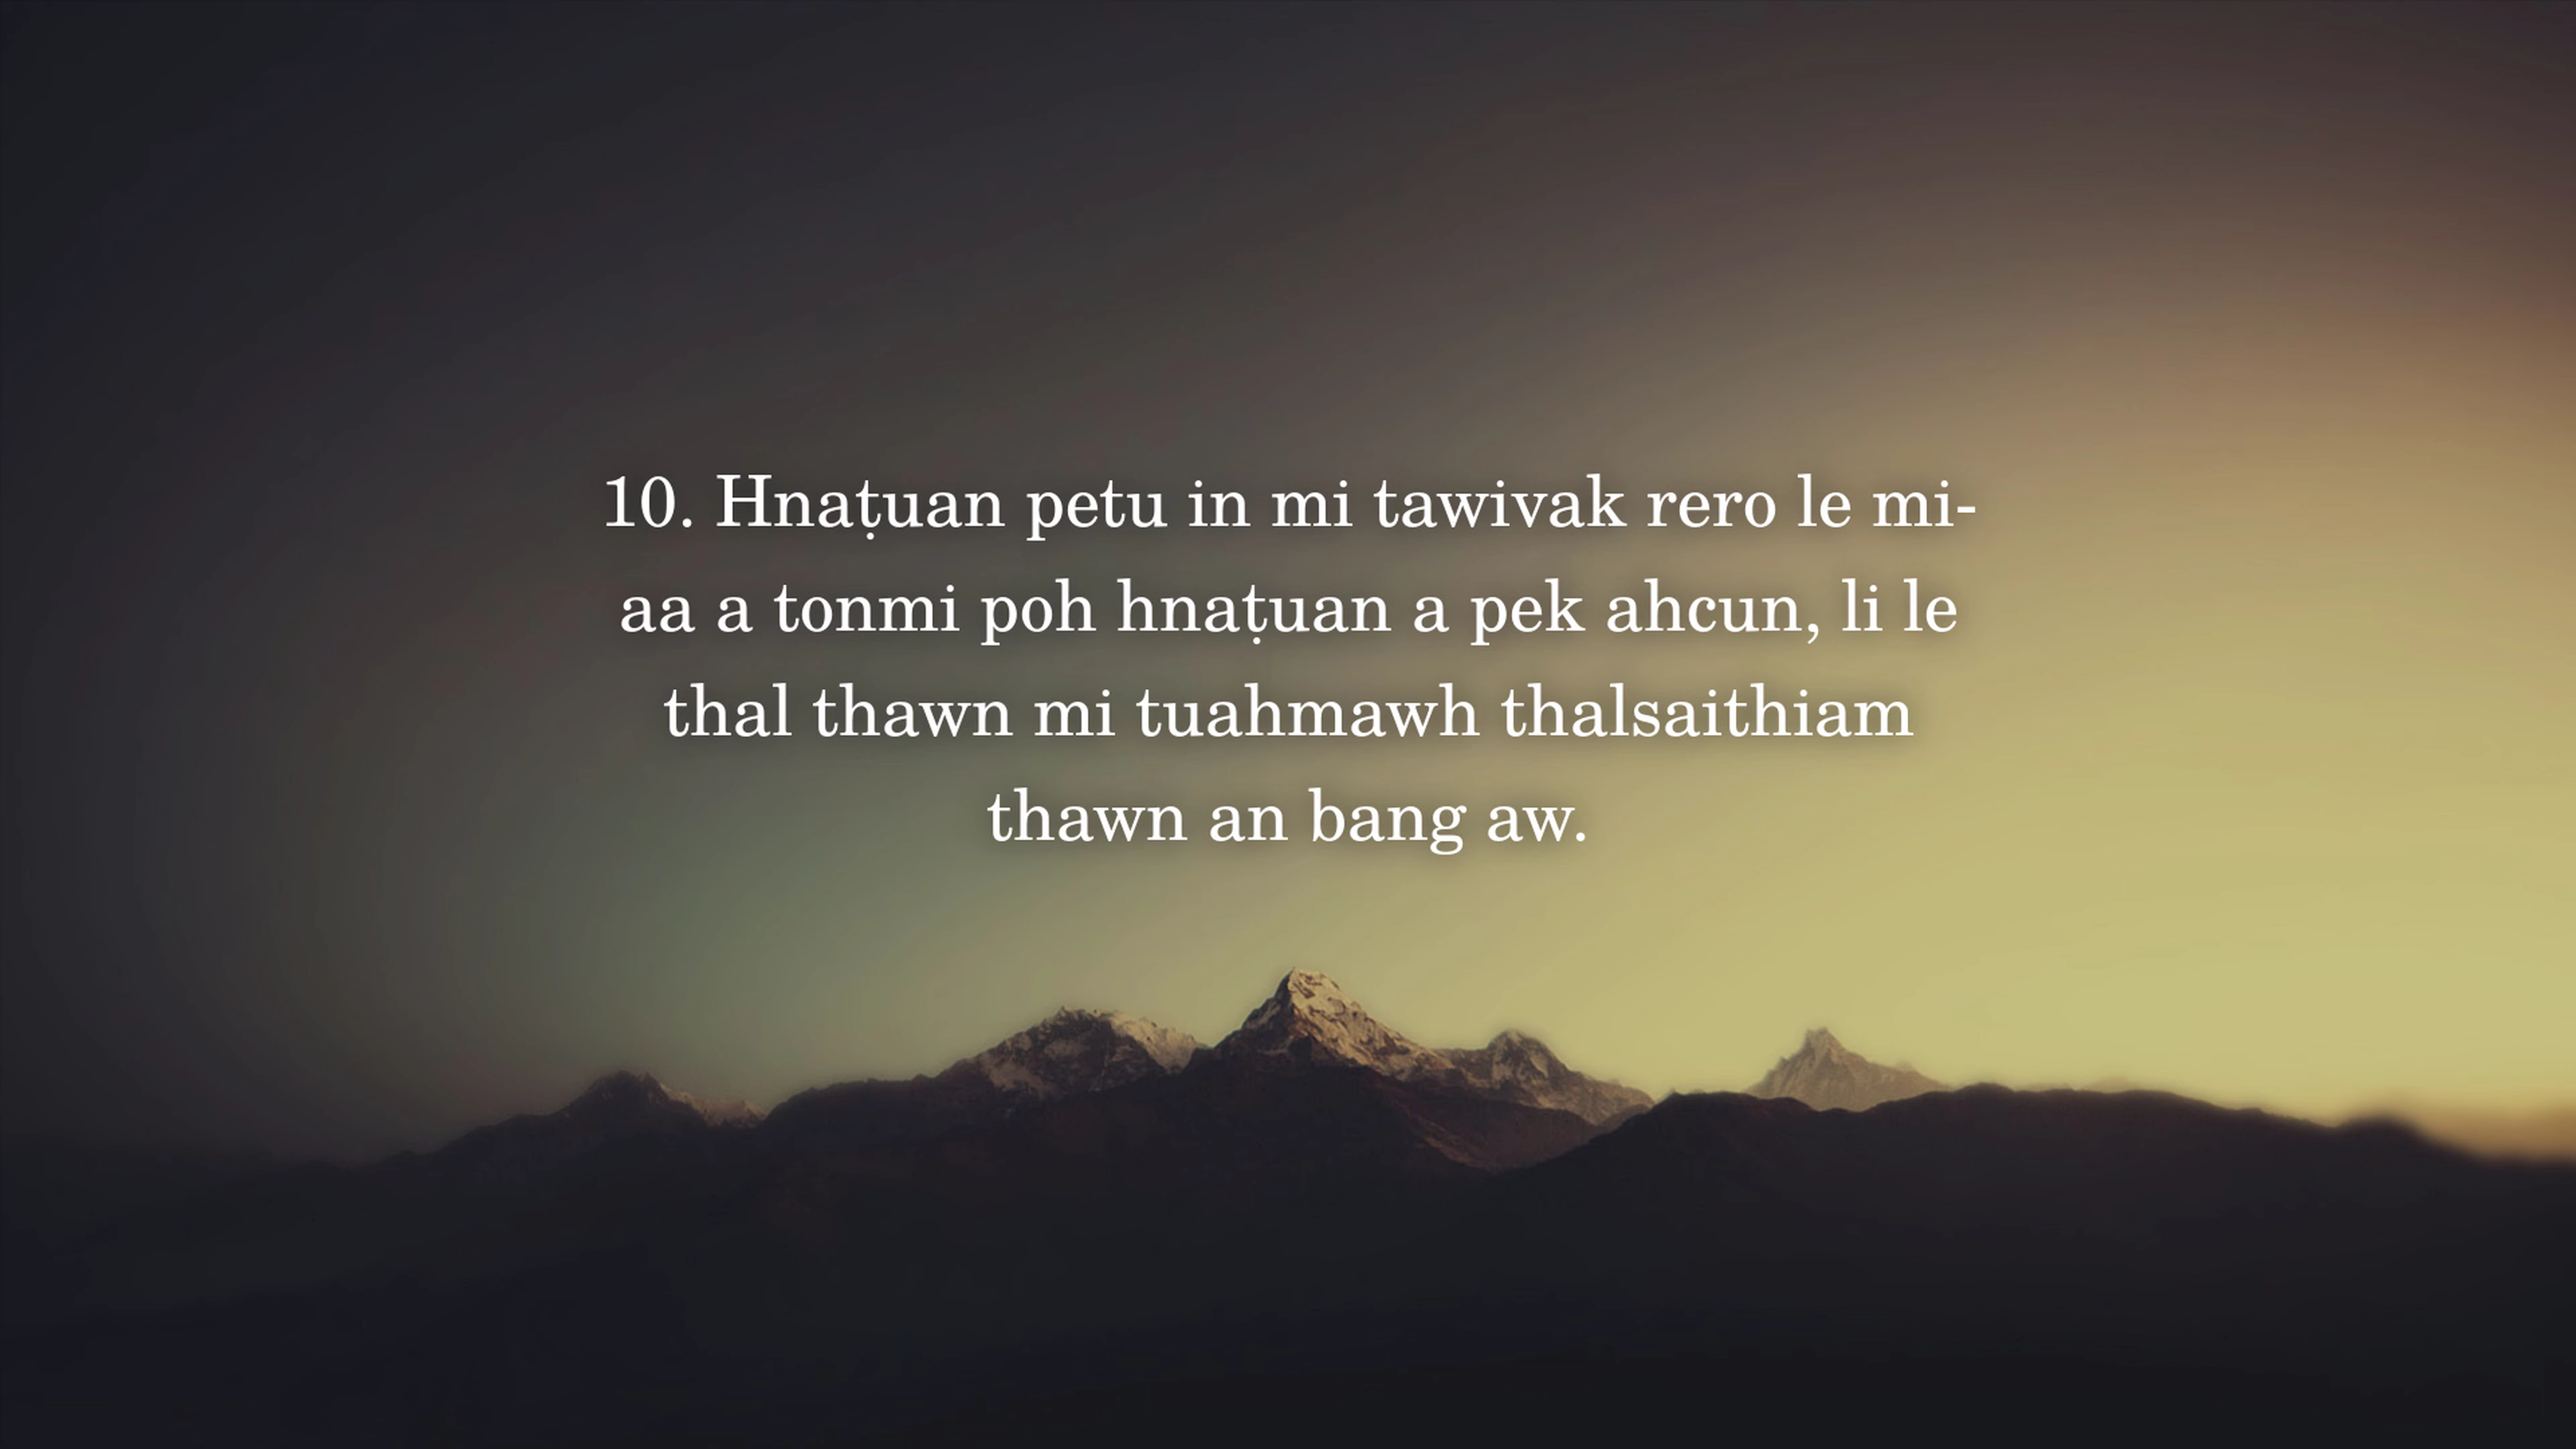 10. Hnaṭuan petu in mi tawivak rero le mi-
aa a tonmi poh hnaṭuan a pek ahcun, li le
thal thawn mi tuahmawh thalsaithiam
thawn an bang aw.